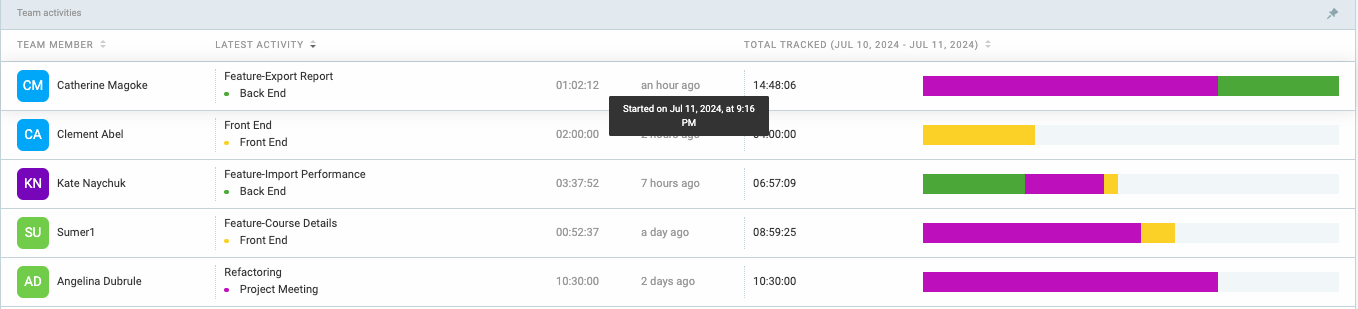 Team activities
TEAM MEMBER LATEST ACTIVITY TOTAL TRACKED (JUL 10, 2024 - JUL 11, 2024)
CM Catherine Magoke Feature-Export Report 01:02:12 an hour ago 14:48:06
Back End
Started on Jul 11, 2024, at 9:16
PM
CA Clement Abel Front End 02:00:00 2 hours ago :00:00
Front End
KN Kate Naychuk Feature-Import Performance 03:37:52 7 hours ago 06:57:09
Back End
SU Sumer1 Feature-Course Details 00:52:37 a day ago 08:59:25
Front End
AD Angelina Dubrule Refactoring 10:30:00 2 days ago 10:30:00
Project Meeting